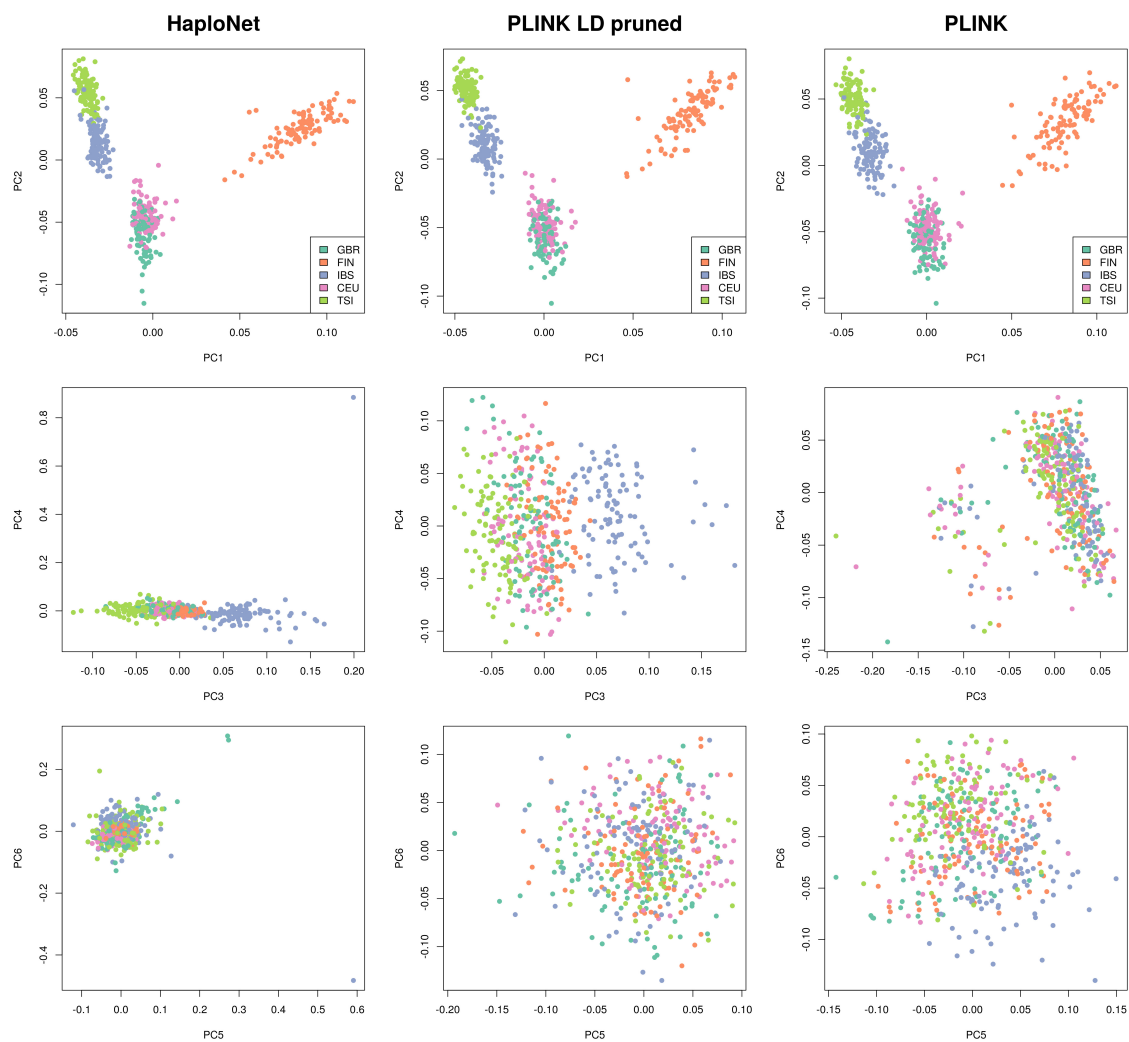 HaploNet PLINK LD pruned PLINK
0.05
0.00
-0.05
-0.10
PC2
-0.05 0.00 0.05 0.10
PC1
GBR
FIN
IBS
CEU
TSI
0.05
0.00
-0.05
-0.10
PC2
-0.05 0.00 0.05 0.10
PC1
GBR
FIN
IBS
CEU
TSI
0.05
0.00
-0.05
-0.10
PC2
-0.05 0.00 0.05 0.10
PC1
GBR
FIN
IBS
CEU
TSI
0.8
0.6
0.4
0.2
0.0
PC4
-0.10 -0.05 0.00 0.05 0.10 0.15 0.20
PC3
0.10
0.05
0.00
-0.05
-0.10
PC4
-0.05 0.00 0.05 0.10 0.15
PC3
0.05
0.00
-0.05
-0.10
-0.15
PC4
-0.25 -0.20 -0.15 -0.10 -0.05 0.00 0.05
PC3
0.2
0.0
-0.2
-0.4
PC6
-0.1 0.0 0.1 0.2 0.3 0.4 0.5 0.6
PC5
0.10
0.05
0.00
-0.05
-0.10
PC6
-0.20 -0.15 -0.10 -0.05 0.00 0.05 0.10
PC5
0.10
0.05
0.00
-0.05
-0.10
PC6
-0.15 -0.10 -0.05 0.00 0.05 0.10 0.15
PC5